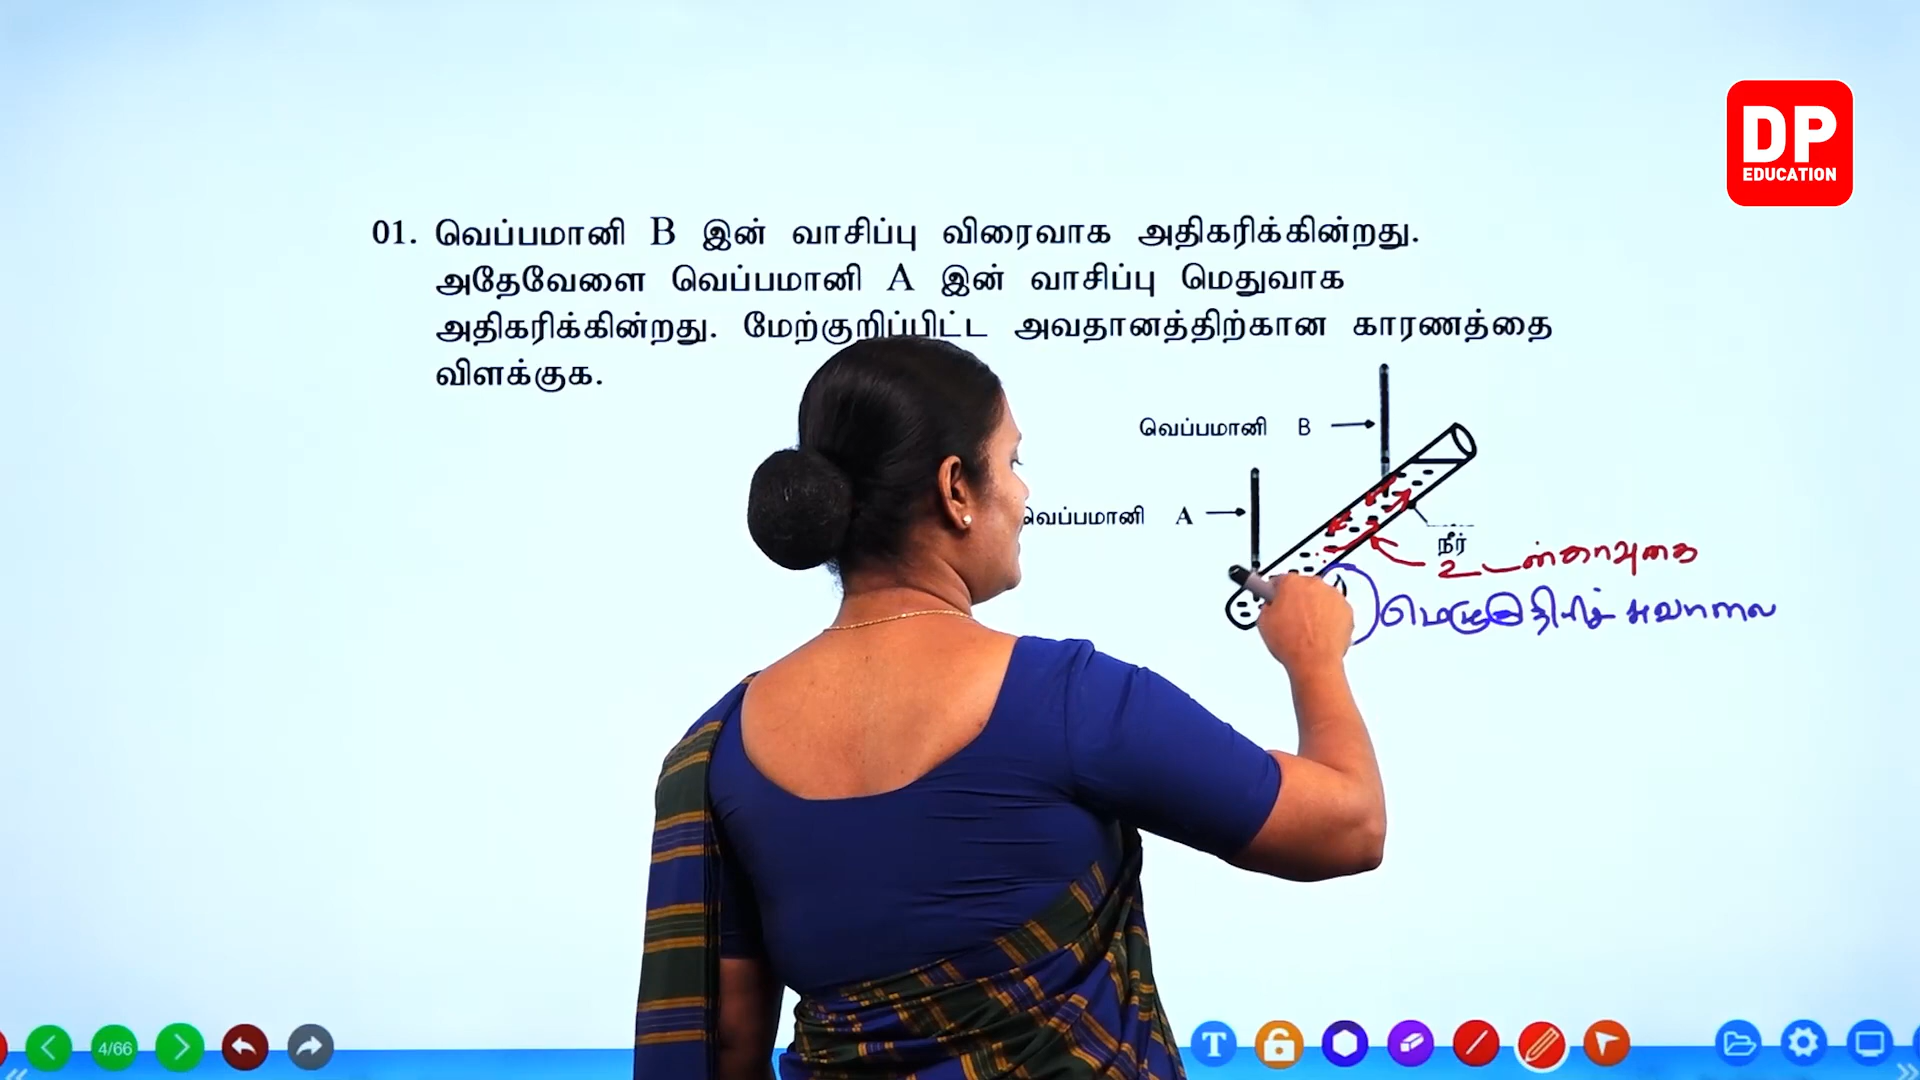 DP
EDUCATION
01. வெப்பமானி B இன் வாசிப்பு விரைவாக அதிகரிக்கின்றது.
அதேவேளை வெப்பமானி A இன் வாசிப்பு மெதுவாக
அதிகரிக்கின்றது. மேற்குறிப்பிட்ட அவதானத்திற்கான காரணத்தை
விளக்குக.
வெப்பமானி B
வெப்பமானி A
நீர்
உடன்காவுகை
4/66
T